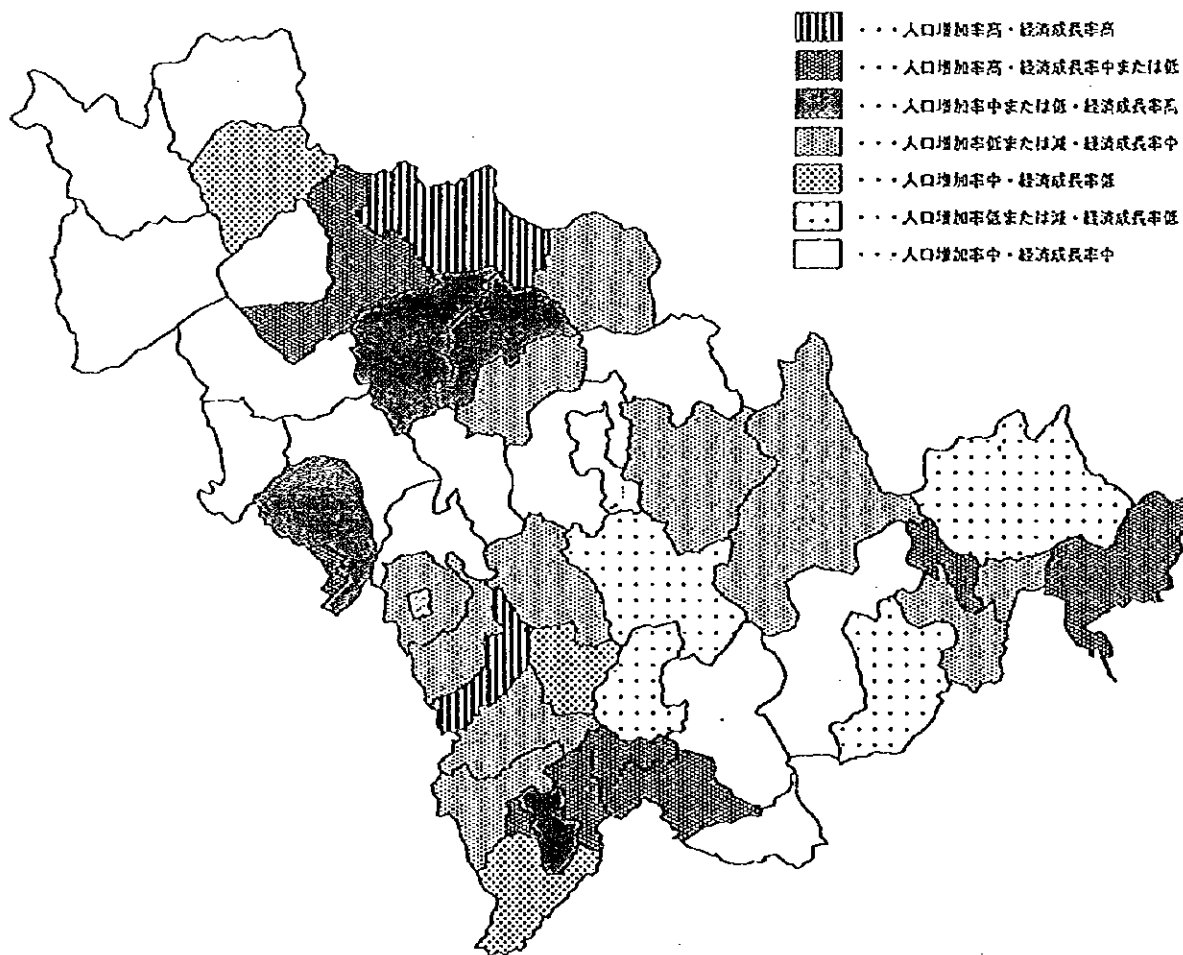 ・・・人口増加率高・経済成長率高
・・・人口増加率高・経済成長率中または低
・・・人口増加率中または低・経済成長率高
・・・人口増加率低または減・経済成長率中
・・・人口増加率中・経済成長率低
・・・人口増加率低または減・経済成長率低
・・・人口増加率中・経済成長率中